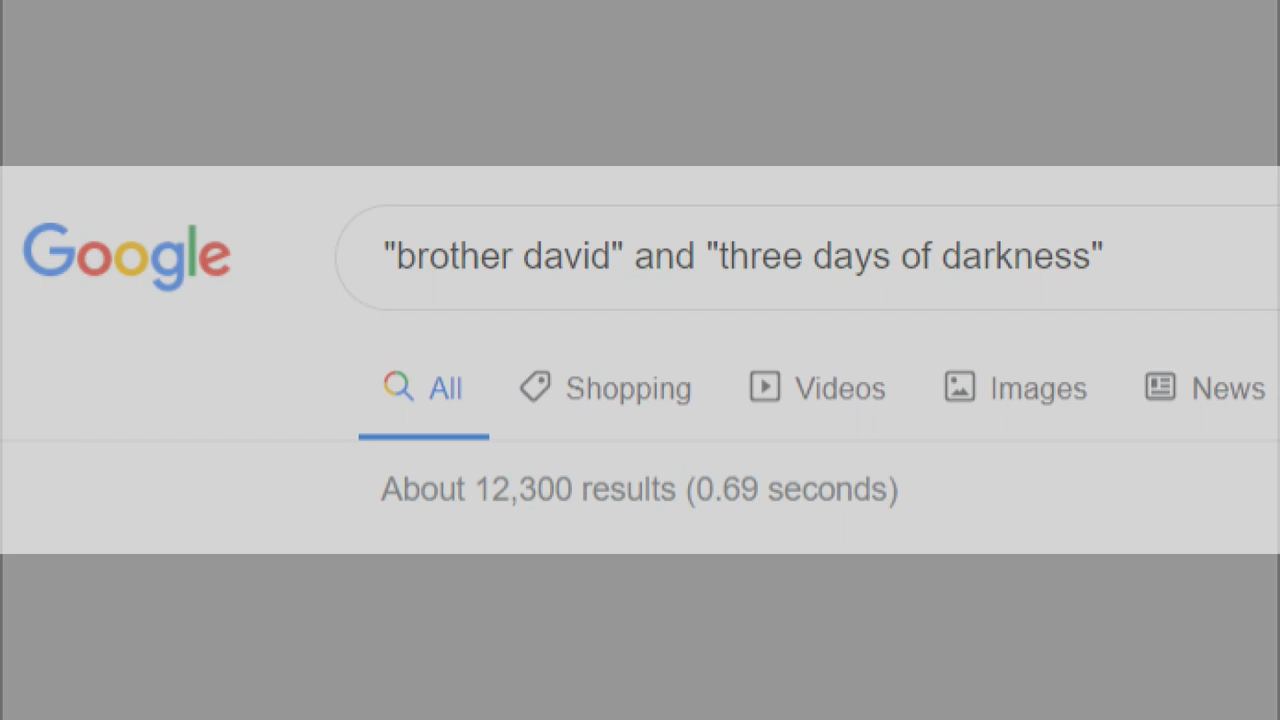 Google "brother david" and "three days of darkness"
All Shopping Videos Images News
About 12,300 results (0.69 seconds)